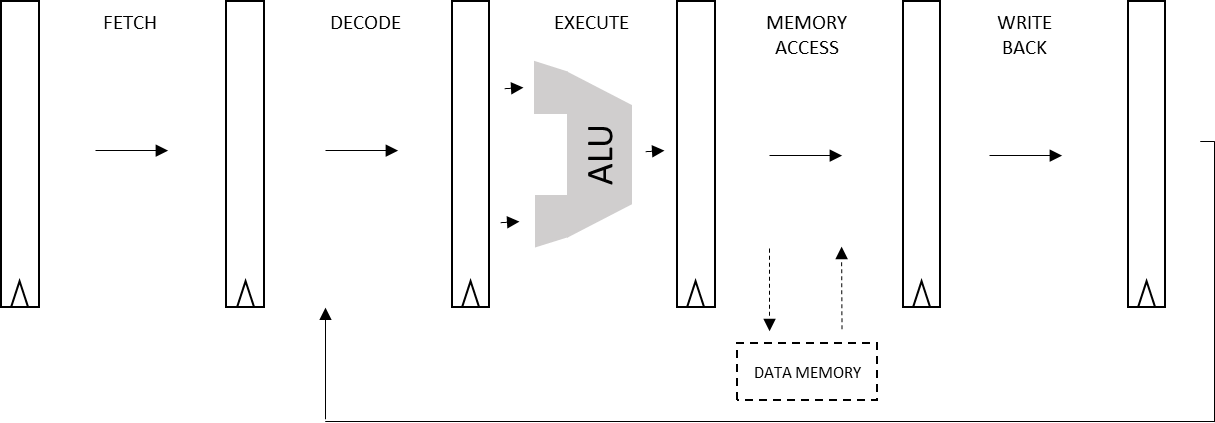 FETCH
DECODE
EXECUTE
MEMORY
ACCESS
WRITE
BACK
ALU
DATA MEMORY